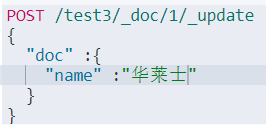 POST /test3/_doc/1/_update
{
  "doc" :{
    "name" :"华莱士"
  }
}